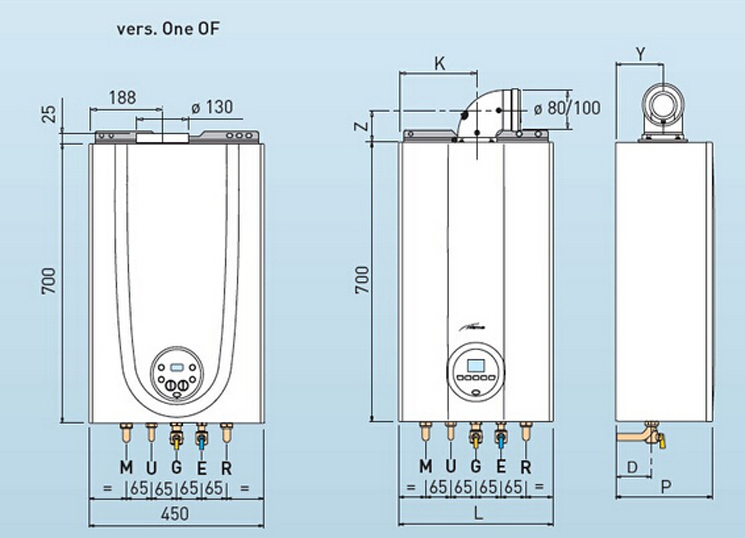 vers. One OF
K
Y
188
ø 130
ø 80/100
25
Z
700
700
M U G E R
M U G E R
D
= 65 65 65 65 =
= 65 65 65 65 =
P
450
L